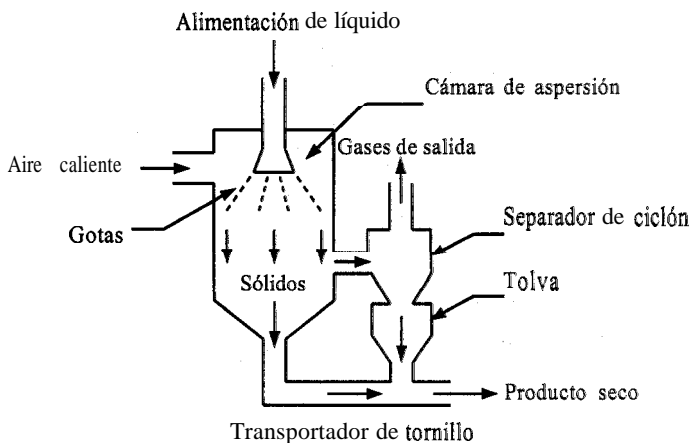 Alimentación de líquido
Cámara de aspersión
Aire caliente
Gases de salida
Gotas
Separador de ciclón
Sólidos
Tolva
Producto seco
Transportador de tornillo